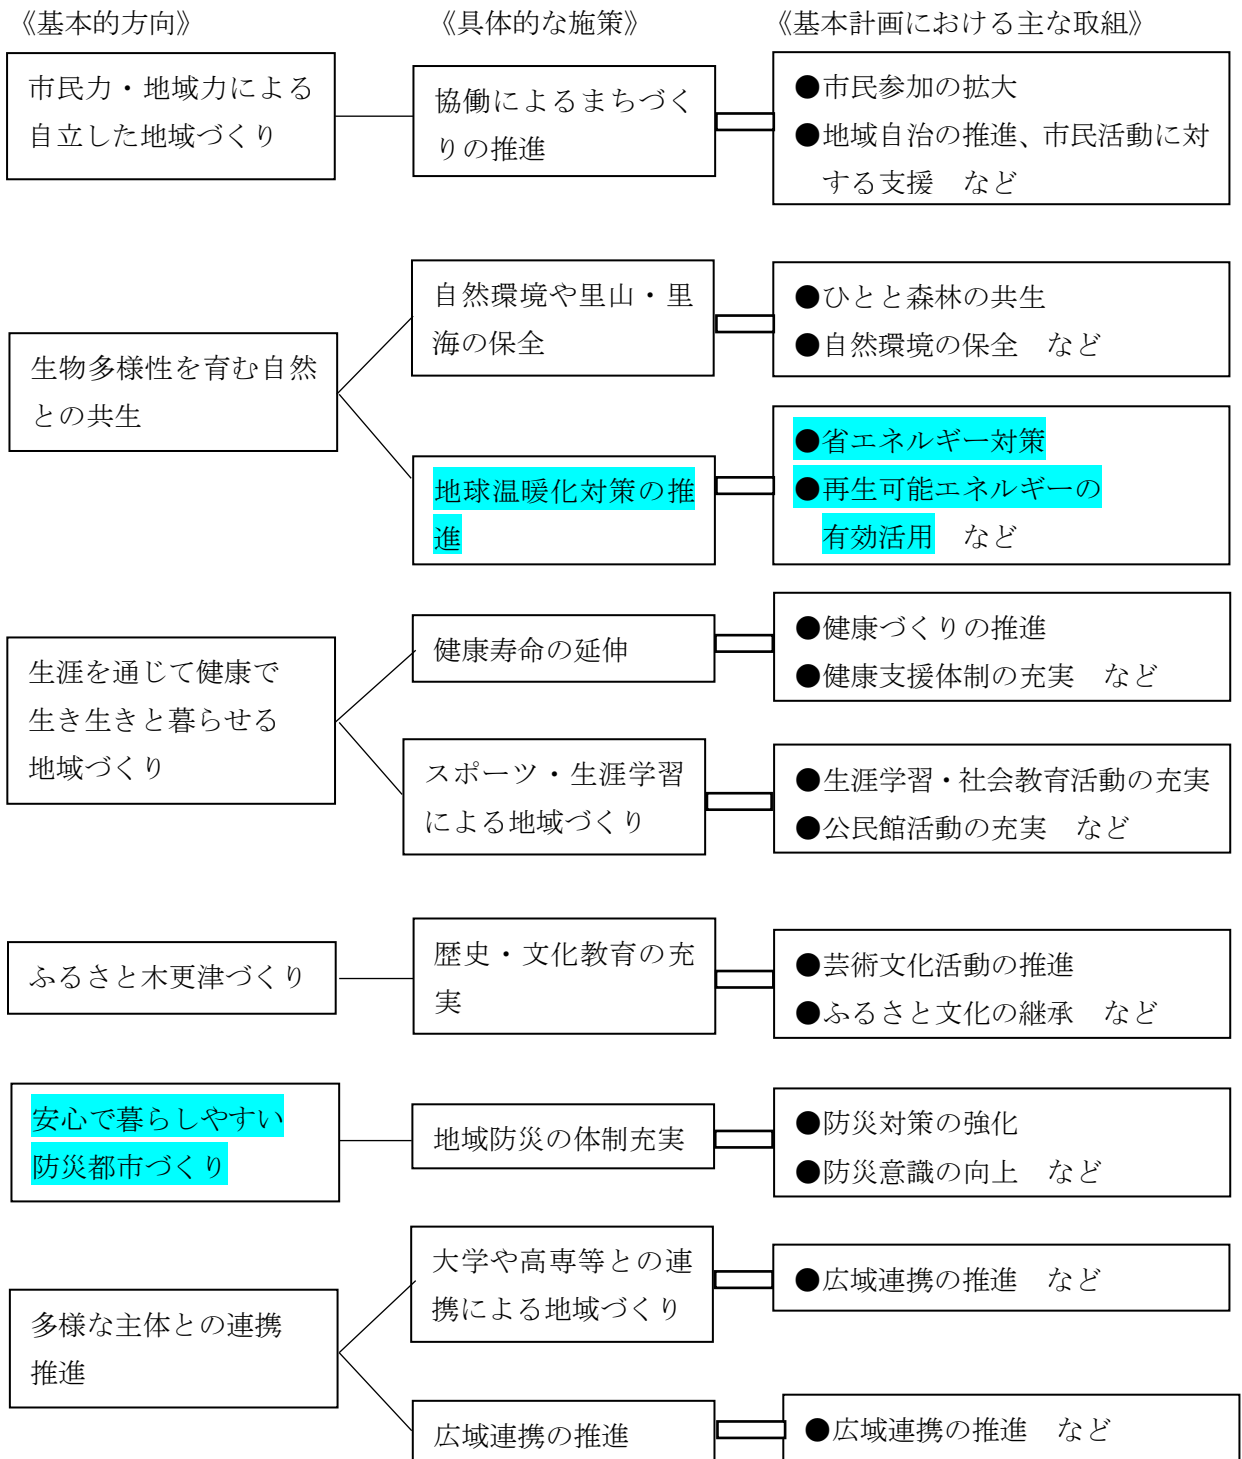 《基本的方向》
《具体的な施策》
《基本計画における主な取組》
市民力・地域力による
自立した地域づくり
協働によるまちづく
りの推進
●市民参加の拡大
●地域自治の推進、市民活動に対
する支援　など
生物多様性を育む自然
との共生
自然環境や里山・里
海の保全
●ひとと森林の共生
●自然環境の保全　など
地球温暖化対策の推
進
●省エネルギー対策
●再生可能エネルギーの
有効活用　など
生涯を通じて健康で
生き生きと暮らせる
地域づくり
健康寿命の延伸
●健康づくりの推進
●健康支援体制の充実　など
スポーツ・生涯学習
による地域づくり
●生涯学習・社会教育活動の充実
●公民館活動の充実　など
ふるさと木更津づくり
歴史・文化教育の充
実
●芸術文化活動の推進
●ふるさと文化の継承　など
安心で暮らしやすい
防災都市づくり
地域防災の体制充実
●防災対策の強化
●防災意識の向上　など
多様な主体との連携
推進
大学や高専等との連
携による地域づくり
●広域連携の推進　など
広域連携の推進
●広域連携の推進　など